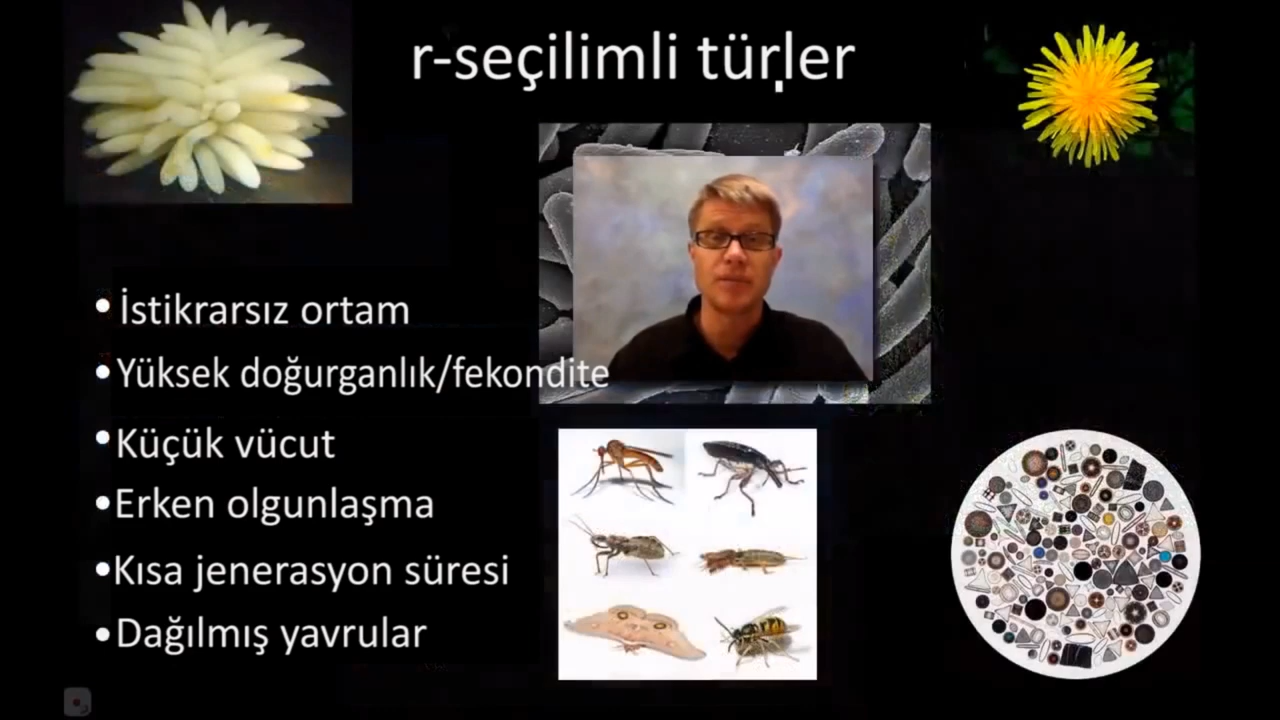 r-seçilimli türler
• İstikrarsız ortam
• Yüksek doğurganlık/fekondite
• Küçük vücut
• Erken olgunlaşma
• Kısa jenerasyon süresi
• Dağılmış yavrular